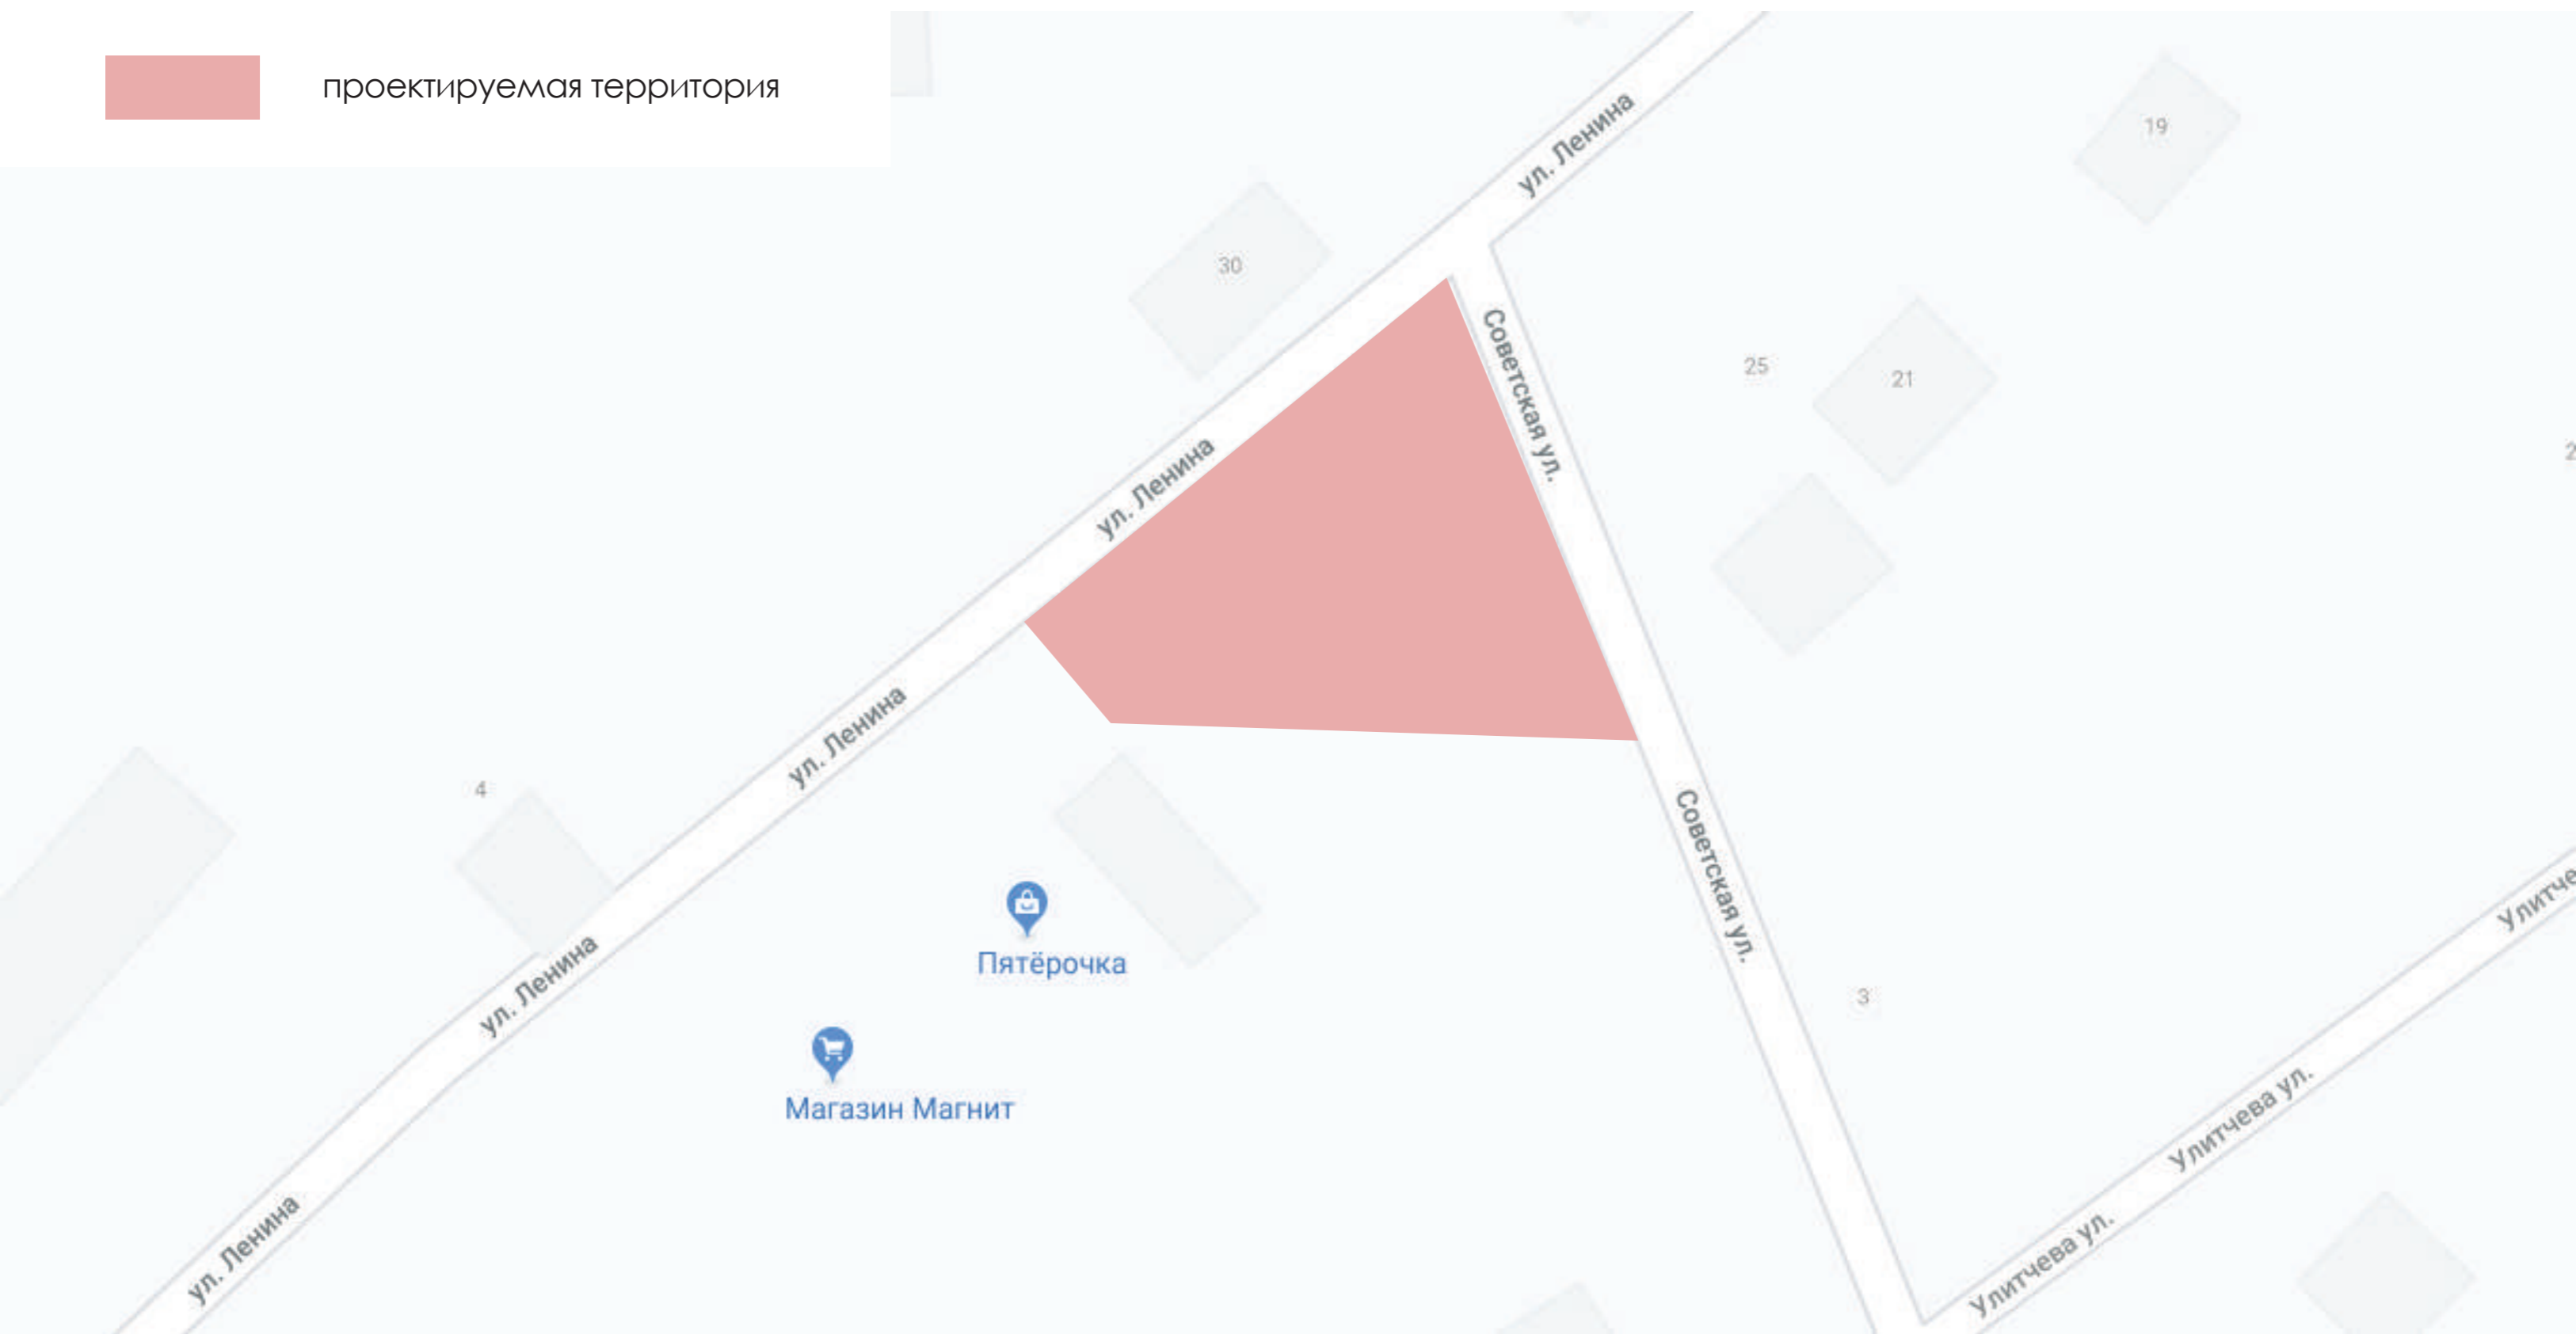 проектируемая территория
ул. Ленина
19
30
Советская ул.
25
21
ул. Ленина
ул. Ленина
4
Советская ул.
Пятёрочка
ул. Ленина
3
Магазин Магнит
Улитчева ул.
ул. Ленина
Улитчева ул.